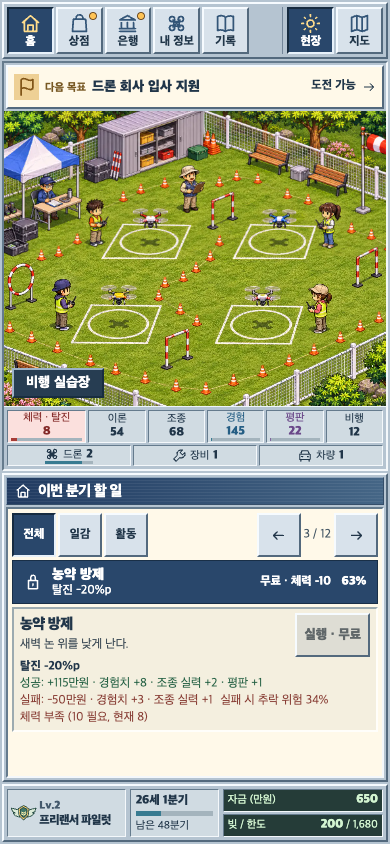 홈
상점
은행
내 정보
기록
현장
지도
다음 목표 드론 회사 입사 지원 도전 가능 →
비행 실습장
체력 · 탈진 이론 조종 경험 평판 비행
8 54 68 145 22 12
드론 2 장비 1 차량 1
이번 분기 할 일
전체 일감 활동 ← 3 / 12 →
농약 방제 무료 · 체력 -10 63%
탈진 -20%p
농약 방제
새벽 논 위를 낮게 난다.
실행 · 무료
탈진 -20%p
성공: +115만원 · 경험치 +8 · 조종 실력 +2 · 평판 +1
실패: -50만원 · 경험치 +3 · 조종 실력 +1 실패 시 추락 위험 34%
체력 부족 (10 필요, 현재 8)
Lv.2
프리랜서 파일럿
26세 1분기
남은 48분기
자금 (만원) 650
빚 / 한도 200 / 1,680